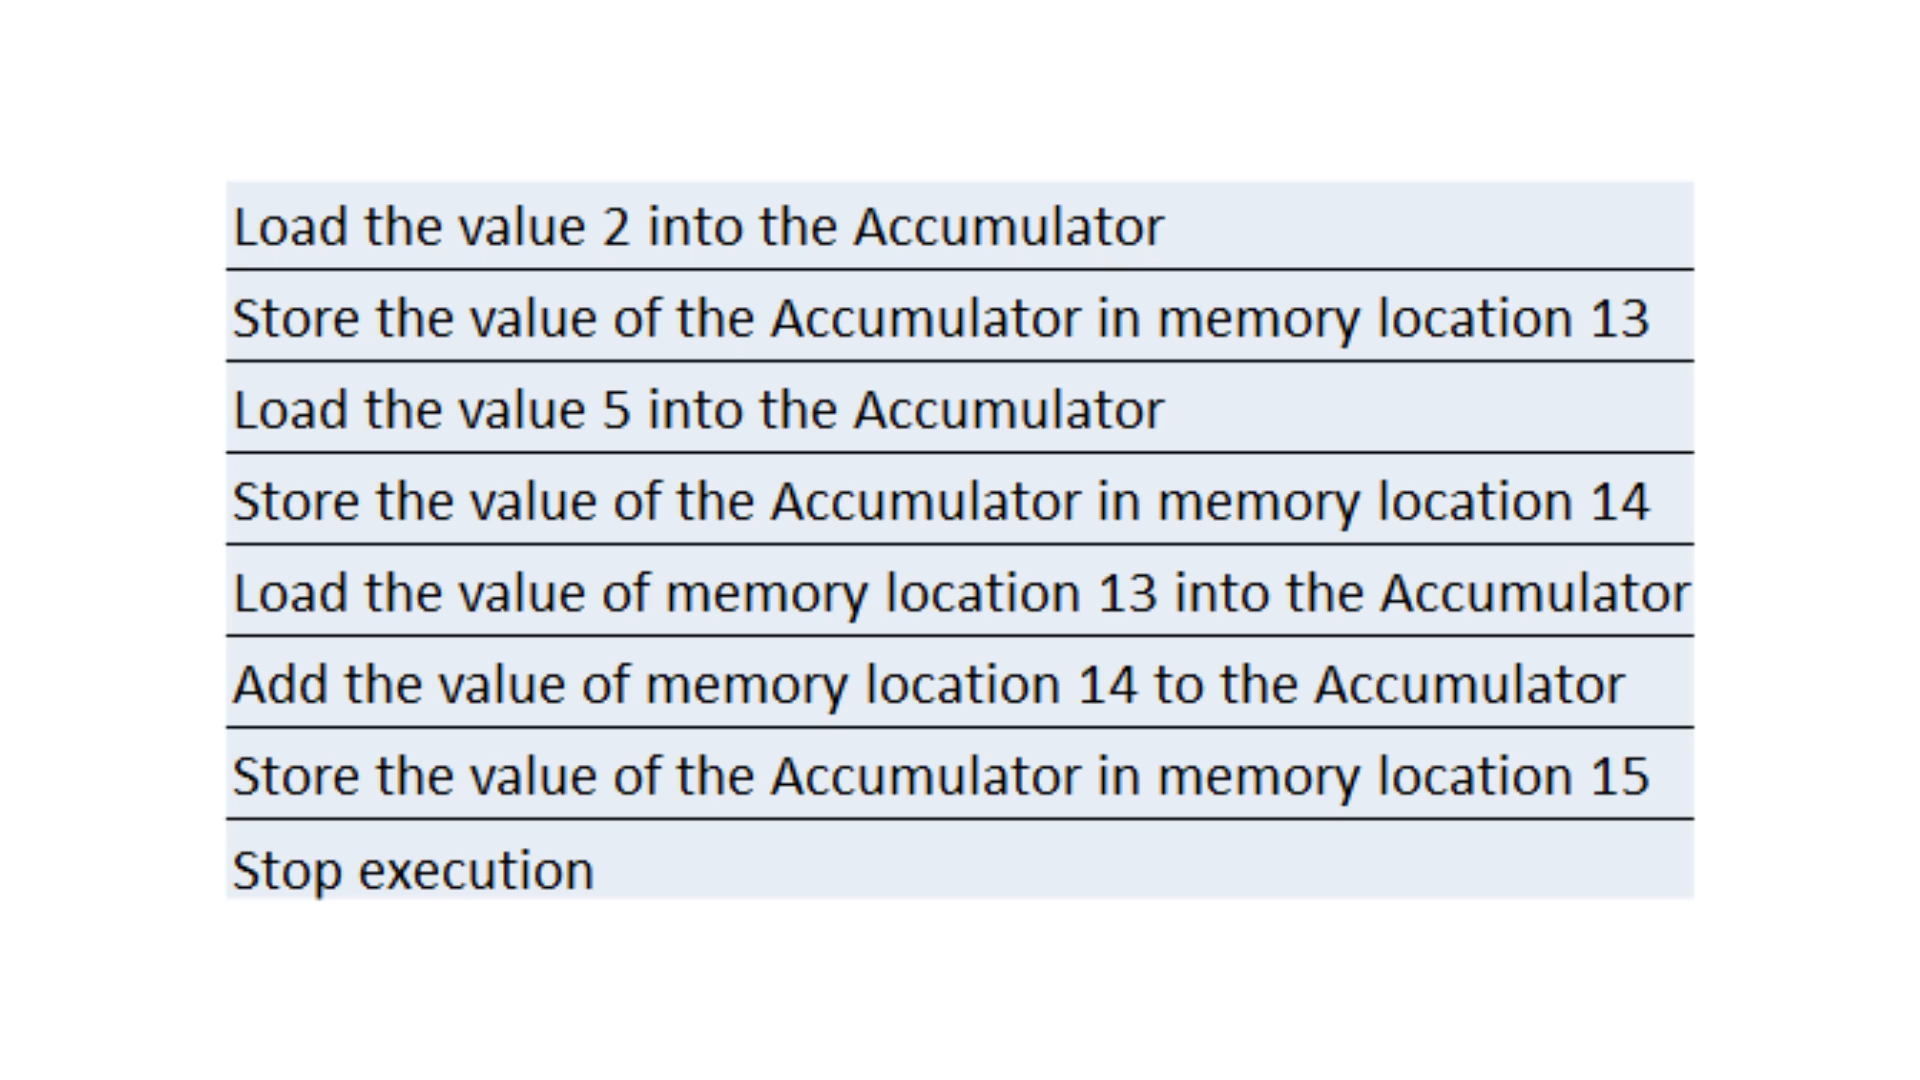 Load the value 2 into the Accumulator
Store the value of the Accumulator in memory location 13
Load the value 5 into the Accumulator
Store the value of the Accumulator in memory location 14
Load the value of memory location 13 into the Accumulator
Add the value of memory location 14 to the Accumulator
Store the value of the Accumulator in memory location 15
Stop execution